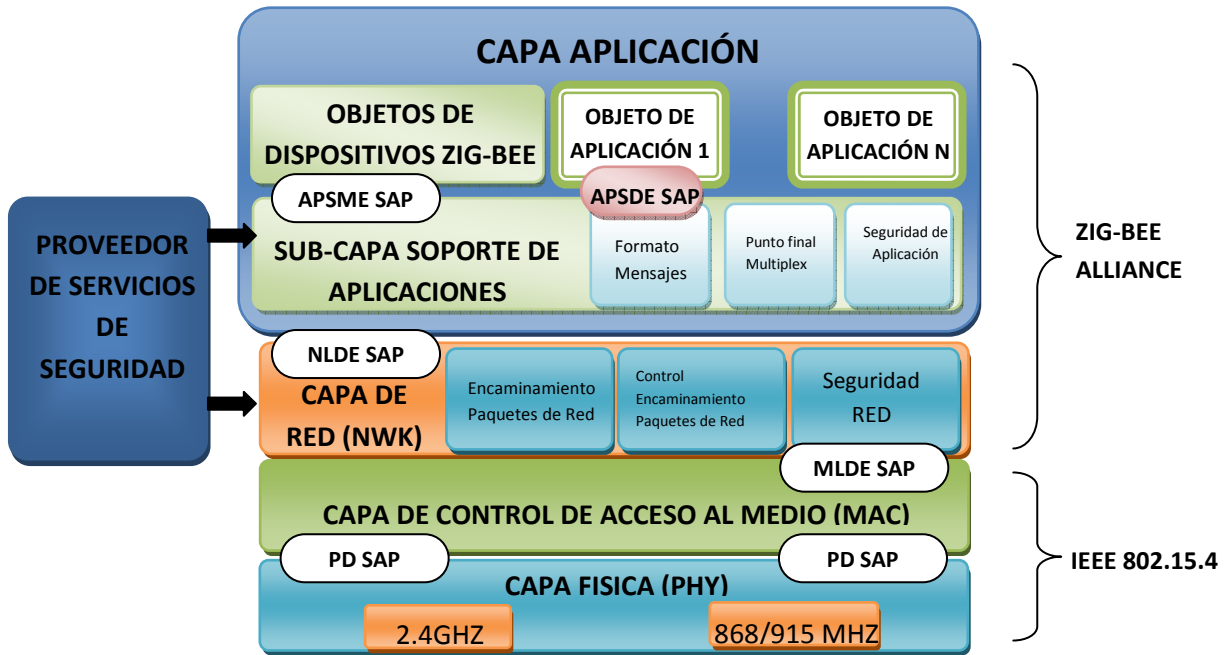 CAPA APLICACIÓN
OBJETOS DE
DISPOSITIVOS ZIG-BEE
OBJETO DE
APLICACIÓN 1
OBJETO DE
APLICACIÓN N
APSME SAP
APSDE SAP
SUB-CAPA SOPORTE DE
APLICACIONES
Formato
Mensajes
Punto final
Multiplex
Seguridad de
Aplicación
PROVEEDOR
DE SERVICIOS
DE
SEGURIDAD
ZIG-BEE
ALLIANCE
NLDE SAP
CAPA DE
RED (NWK)
Encaminamiento
Paquetes de Red
Control
Encaminamiento
Paquetes de Red
Seguridad
RED
MLDE SAP
CAPA DE CONTROL DE ACCESO AL MEDIO (MAC)
PD SAP
PD SAP
CAPA FISICA (PHY)
2.4GHZ
868/915 MHZ
IEEE 802.15.4